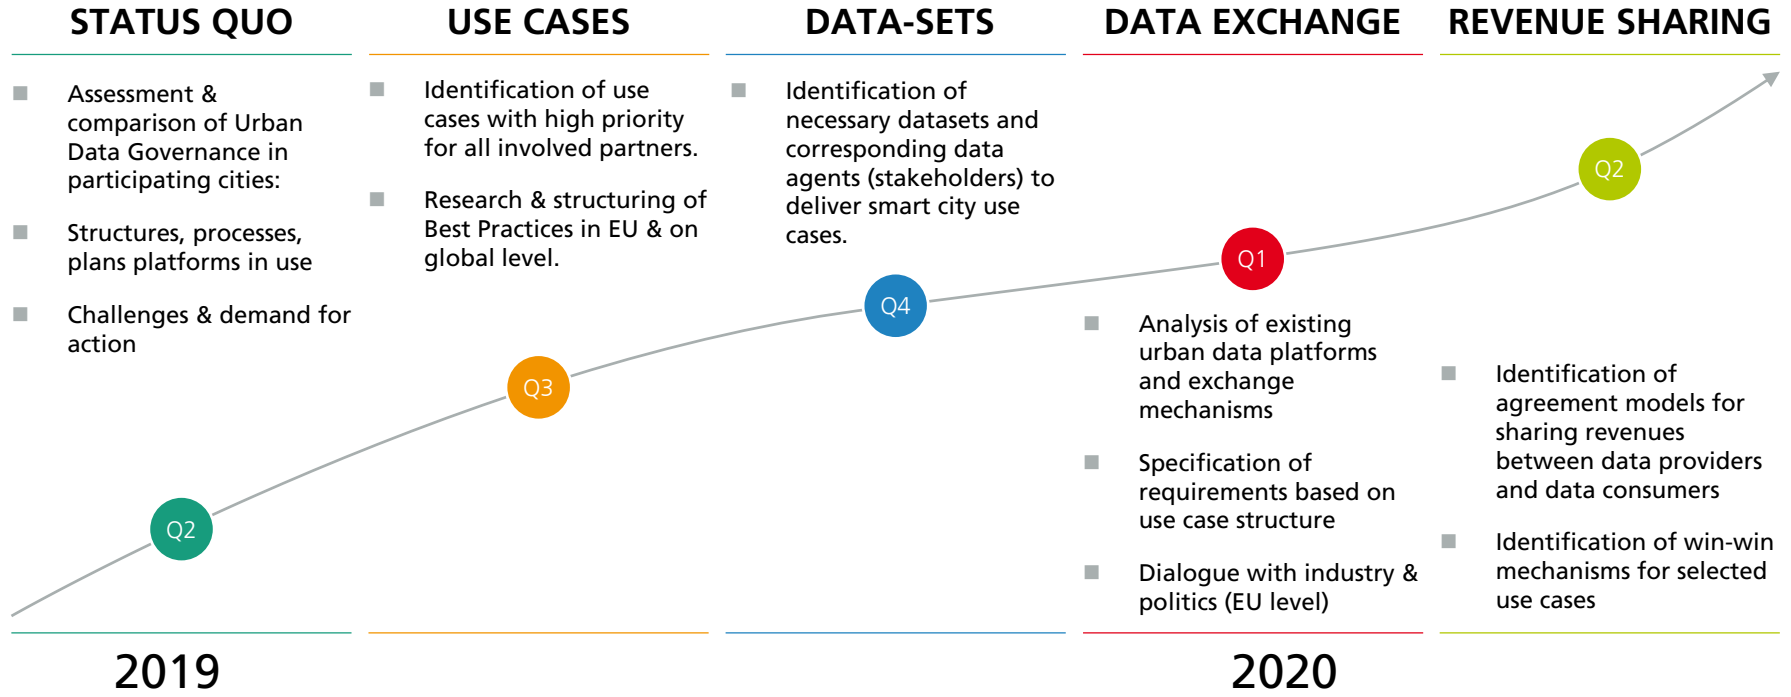 STATUS QUO
Assessment &
comparison of Urban
Data Governance in
participating cities:
Structures, processes,
plans platforms in use
Challenges & demand for
action
Q2
2019
USE CASES
Identification of use
cases with high priority
for all involved partners.
Research & structuring of
Best Practices in EU & on
global level.
Q3
DATA-SETS
Identification of
necessary datasets and
corresponding data
agents (stakeholders) to
deliver smart city use
cases.
Q4
DATA EXCHANGE
Q1
Analysis of existing
urban data platforms
and exchange
mechanisms
Specification of
requirements based on
use case structure
Dialogue with industry &
politics (EU level)
2020
REVENUE SHARING
Q2
Identification of
agreement models for
sharing revenues
between data providers
and data consumers
Identification of win-win
mechanisms for selected
use cases